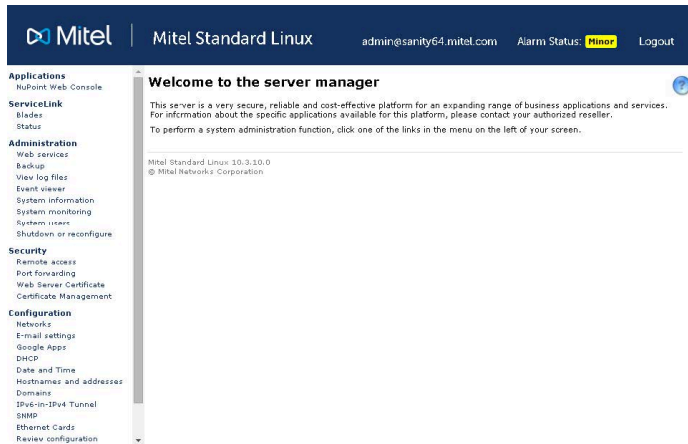 Mitel
Mitel Standard Linux
admin@sanity64.mitel.com
Alarm Status: Minor
Logout
Applications
NuPoint Web Console
ServiceLink
Blades
Status
Administration
Web services
Backup
View log files
Event viewer
System information
System monitoring
System users
Shutdown or reconfigure
Security
Remote access
Port forwarding
Web Server Certificate
Certificate Management
Configuration
Networks
E-mail settings
Google Apps
DHCP
Date and Time
Hostnames and addresses
Domains
IPv6-in-IPv4 Tunnel
SNMP
Ethernet Cards
Review configuration
Welcome to the server manager
?
This server is a very secure, reliable and cost-effective platform for an expanding range of business applications and services.
For information about the specific applications available for this platform, please contact your authorized reseller.
To perform a system administration function, click one of the links in the menu on the left of your screen.
Mitel Standard Linux 10.3.10.0
© Mitel Networks Corporation